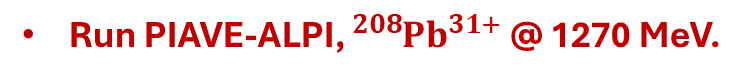 • Run PIAVE-ALPI, ²⁰⁸Pb³¹⁺ @ 1270 MeV.